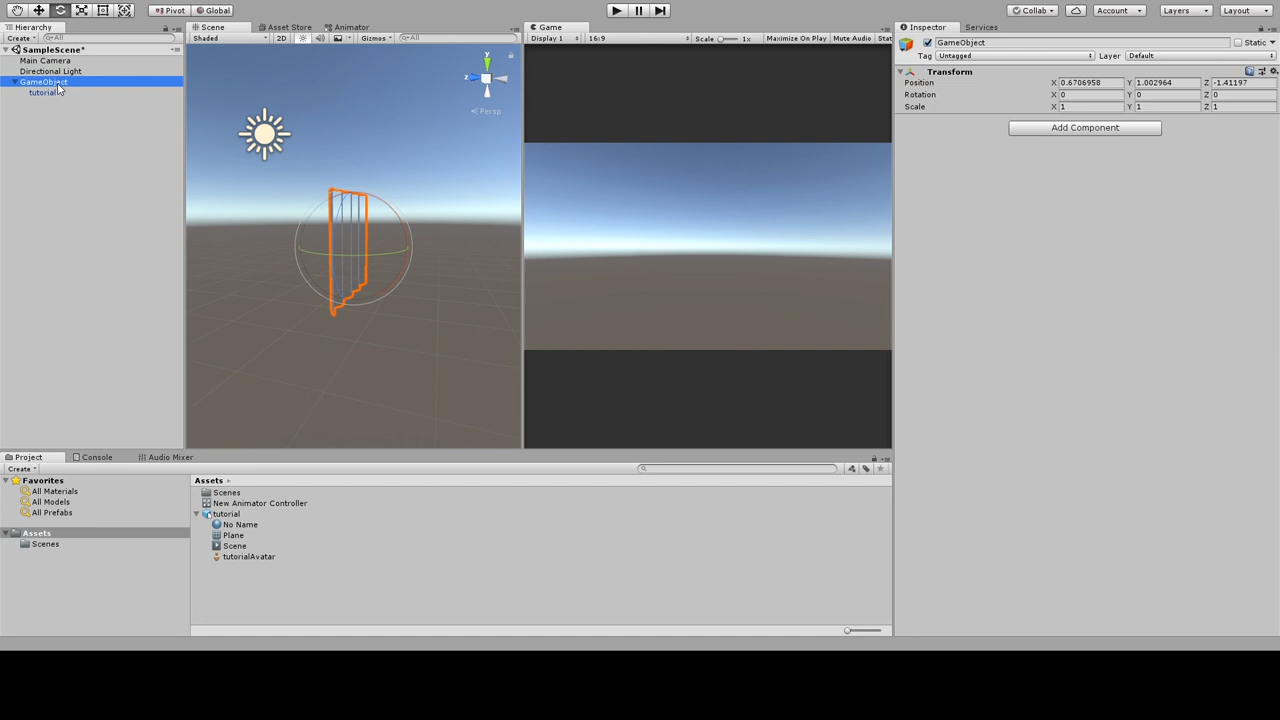 Pivot Global Collab Account Layers Layout
Hierarchy Scene Asset Store Animator Game Inspector Services
Create All Shaded 2D Gizmos All Display 1 16:9 Scale 1x Maximize On Play Mute Audio Stat GameObject Static
SampleScene* Tag Untagged Layer Default
Main Camera
Directional Light Transform
GameObject Position X 0.6706958 Y 1.002964 Z -1.41197
tutorial Rotation X 0 Y 0 Z 0
Scale X 1 Y 1 Z 1
y
z
Persp
Add Component
Project Console Audio Mixer
Create
Favorites Assets
All Materials Scenes
All Models New Animator Controller
All Prefabs tutorial
No Name
Assets Plane
Scenes Scene
tutorialAvatar